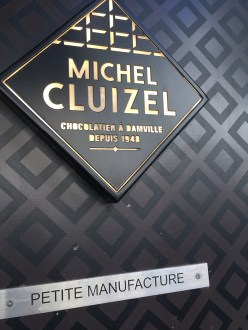 MICHEL
CLUIZEL
CHOCOLATIER À DAMVILLE
DEPUIS 1948
PETITE MANUFACTURE